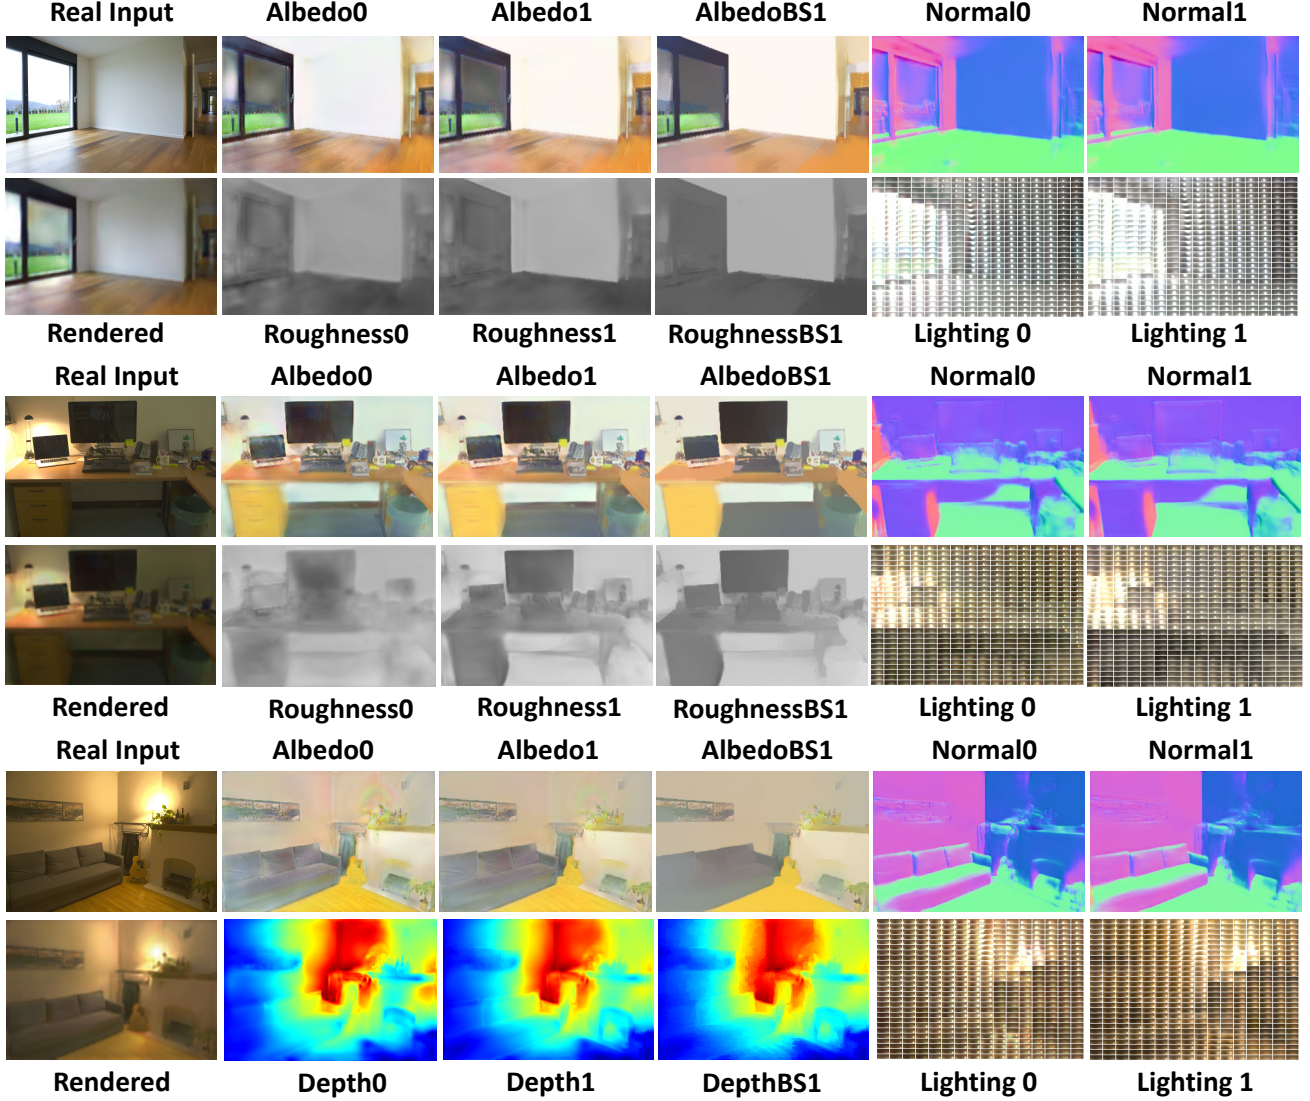 Real Input Albedo0 Albedo1 AlbedoBS1 Normal0 Normal1
Rendered Roughness0 Roughness1 RoughnessBS1 Lighting 0 Lighting 1
Real Input Albedo0 Albedo1 AlbedoBS1 Normal0 Normal1
Rendered Roughness0 Roughness1 RoughnessBS1 Lighting 0 Lighting 1
Real Input Albedo0 Albedo1 AlbedoBS1 Normal0 Normal1
Rendered Depth0 Depth1 DepthBS1 Lighting 0 Lighting 1